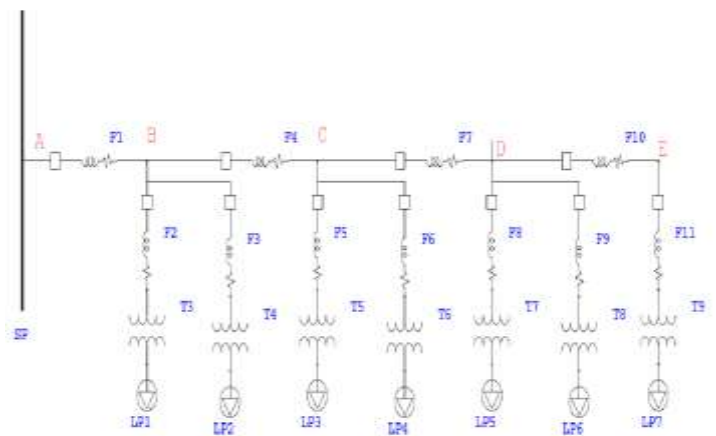 A F1 B F4 C F7 D F10 E
F2 F3 F5 F6 F8 F9 F11
T3 T4 T5 T6 T7 T8 T9
SP
LP1 LP2 LP3 LP4 LP5 LP6 LP7